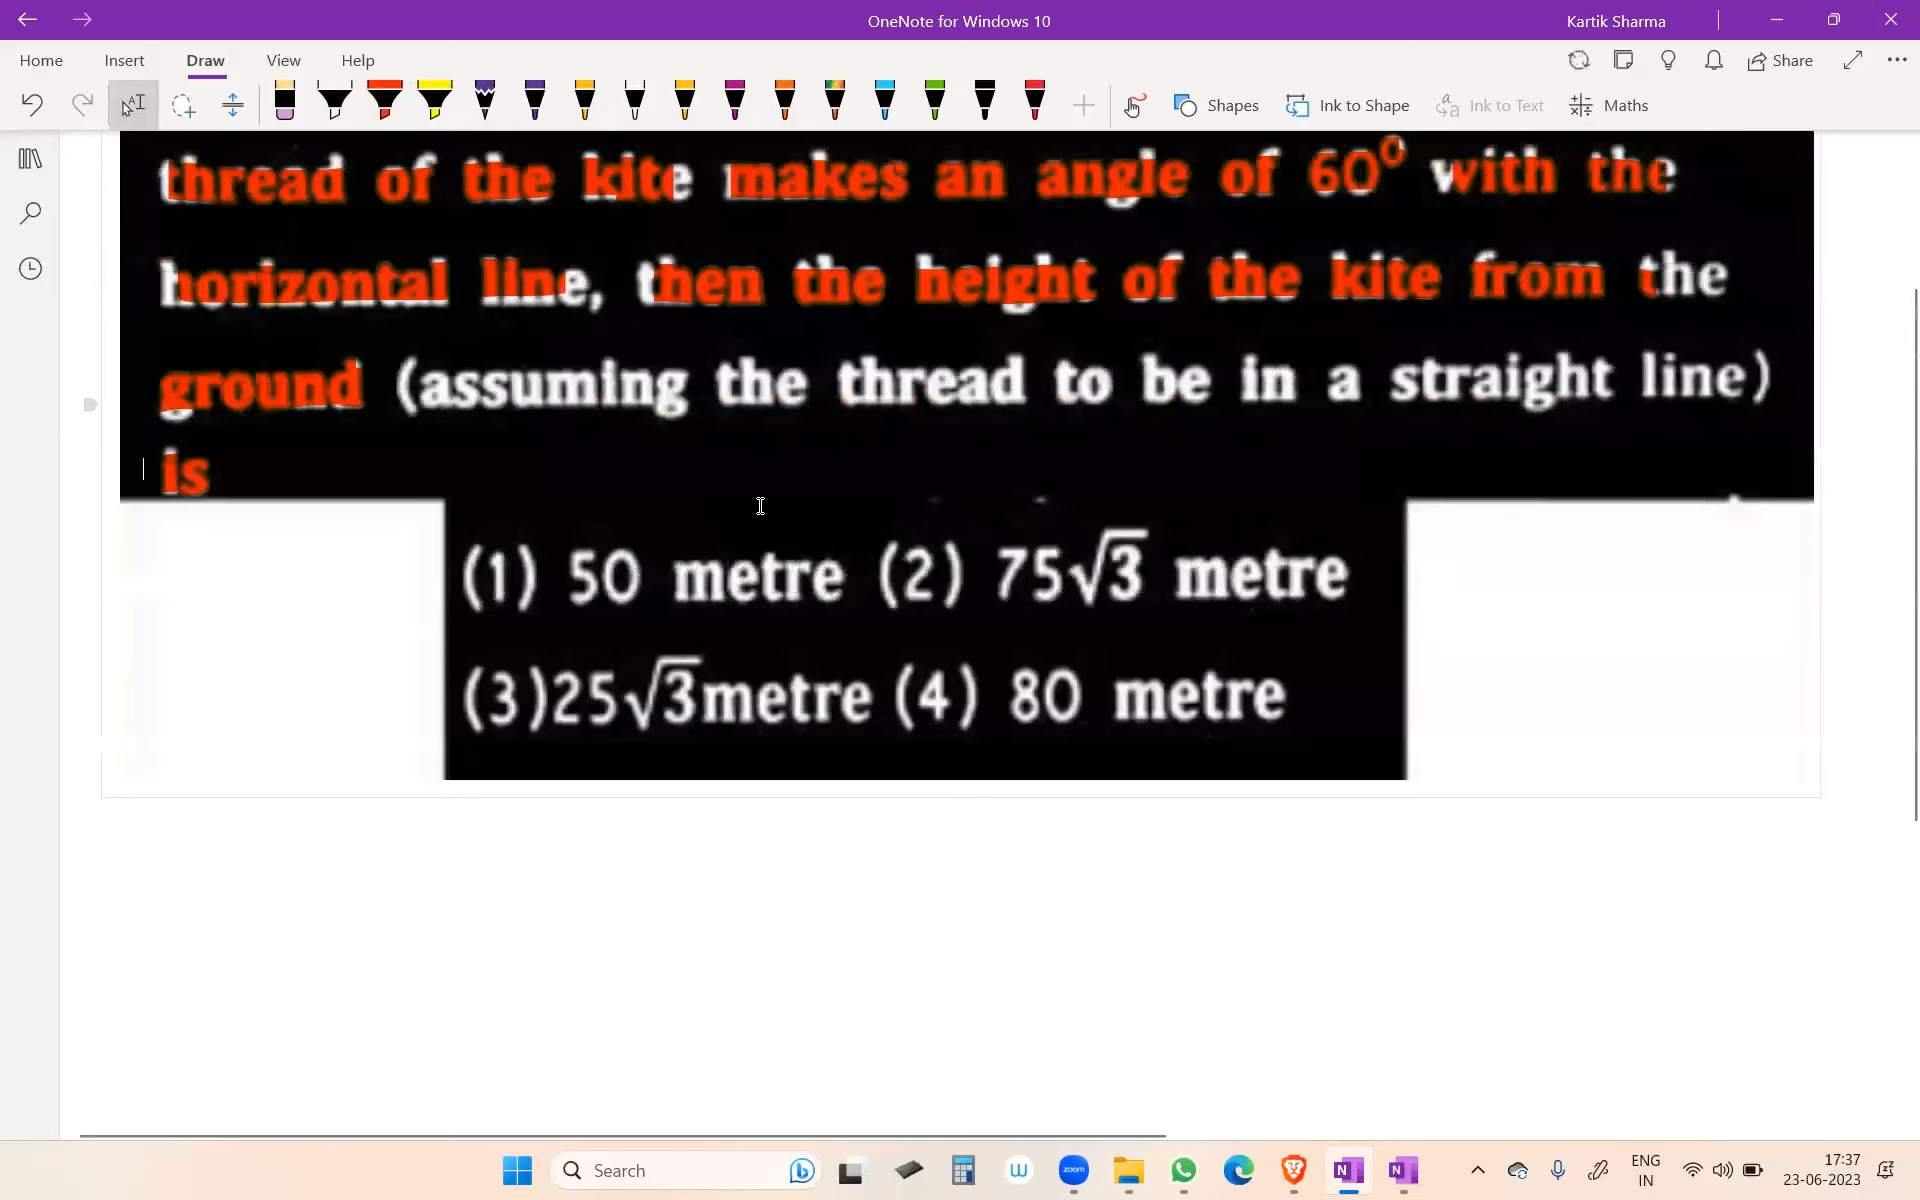 OneNote for Windows 10
Kartik Sharma
Home Insert Draw View Help
Share
Shapes Ink to Shape Ink to Text Maths
thread of the kite makes an angle of 60⁰ with the
horizontal line, then the height of the kite from the
ground (assuming the thread to be in a straight line)
is
(1) 50 metre (2) 75√3 metre
(3)25√3metre (4) 80 metre
Search
zoom
ENG
IN
17:37
23-06-2023